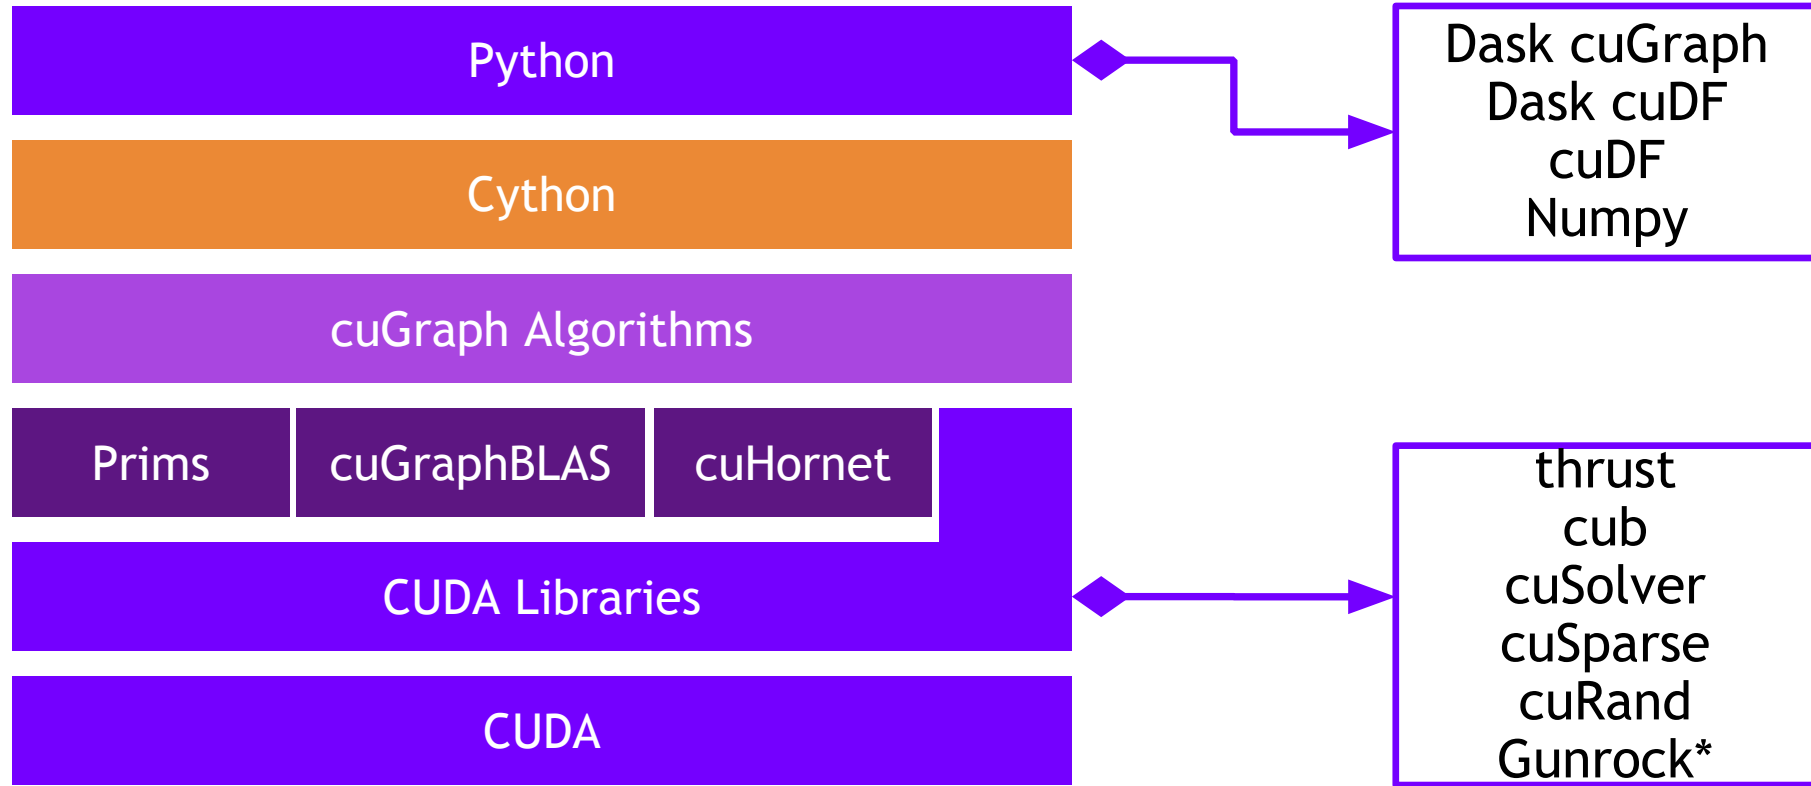 Python
Dask cuGraph
Dask cuDF
cuDF
Numpy
Cython
cuGraph Algorithms
Prims
cuGraphBLAS
cuHornet
CUDA Libraries
thrust
cub
cuSolver
cuSparse
cuRand
Gunrock*
CUDA